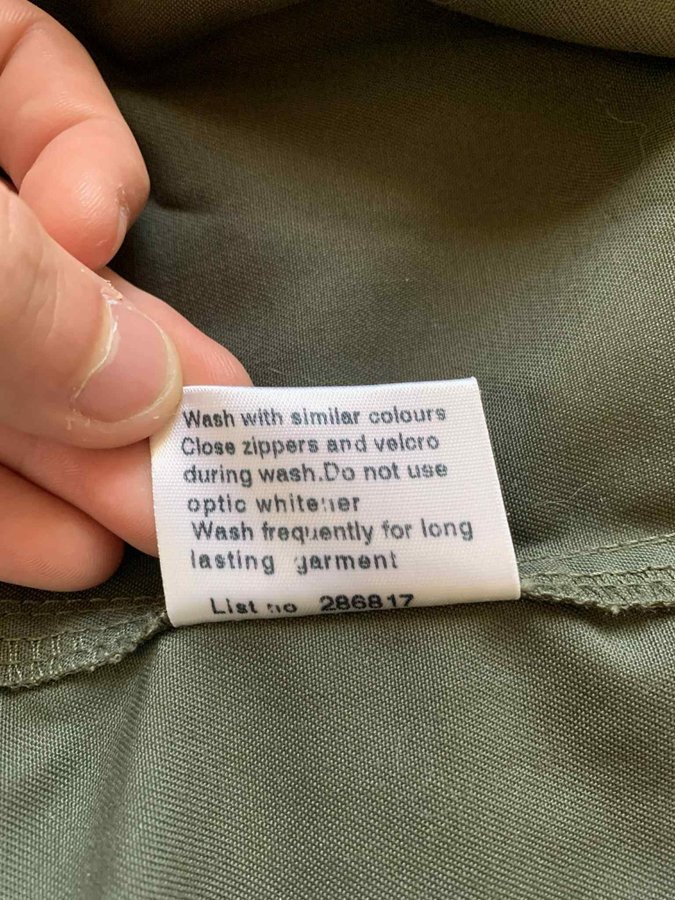 Wash with similar colours
Close zippers and velcro
during wash.Do not use
optic whitener
Wash frequently for long
lasting garment
List no 286817